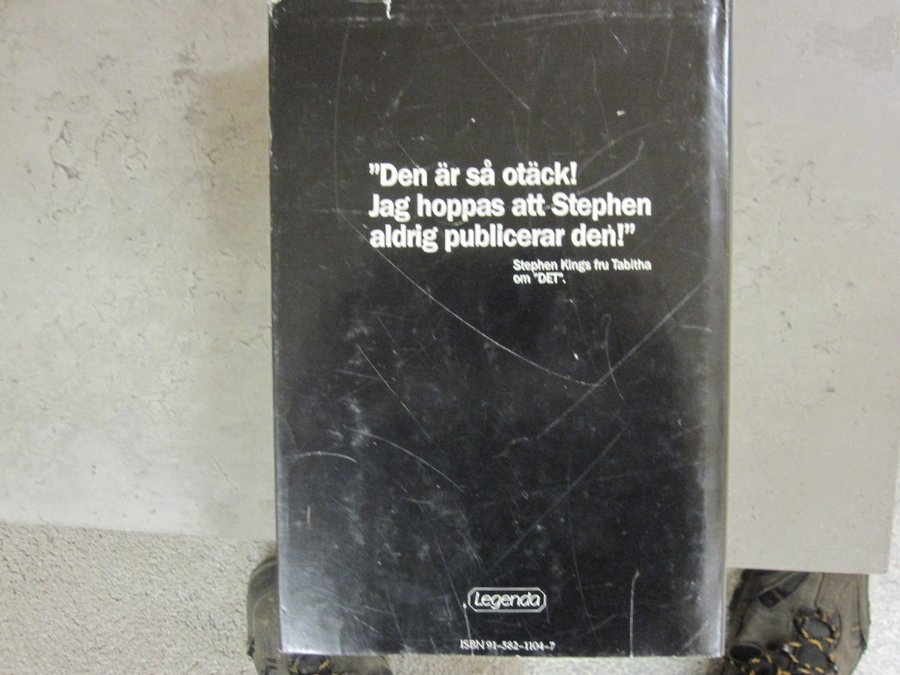 ”Den är så otäck!
Jag hoppas att Stephen
aldrig publicerar den!”
Stephen Kings fru Tabitha
om ”DET”.
Legenda
ISBN 91-582-1104-7